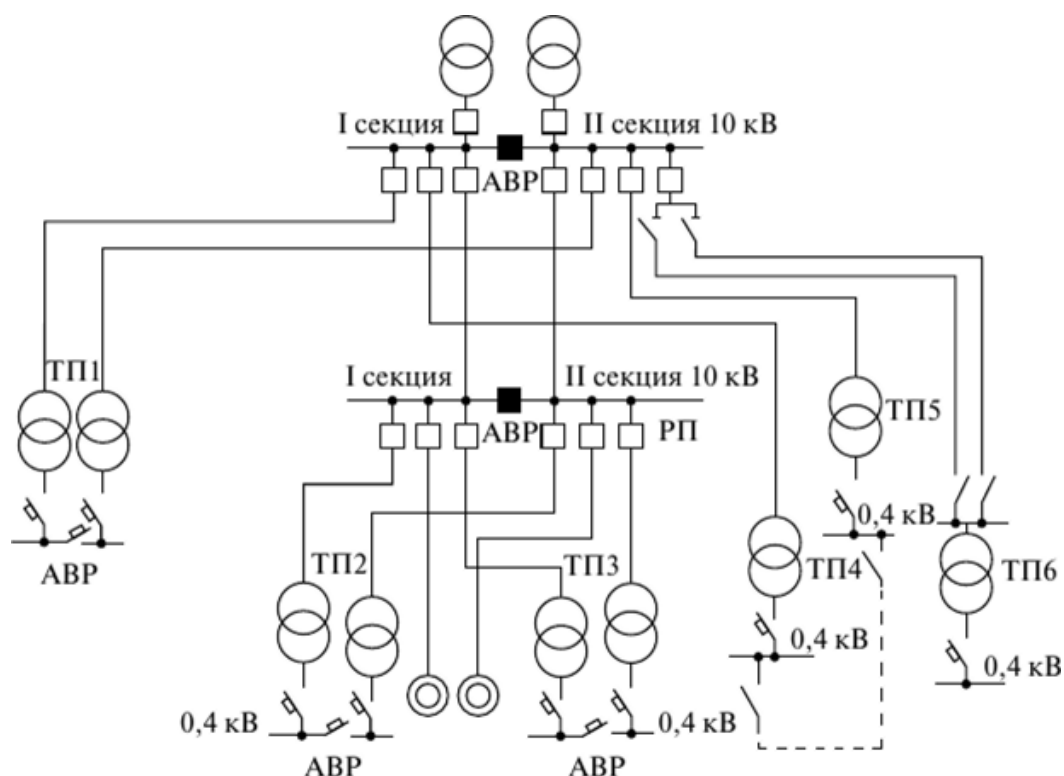 I секция
II секция 10 кВ
АВР
ТП1
I секция
II секция 10 кВ
ТП5
АВР
РП
0,4 кВ
ТП2
ТП3
ТП4
ТП6
АВР
0,4 кВ
0,4 кВ
0,4 кВ
0,4 кВ
АВР
АВР